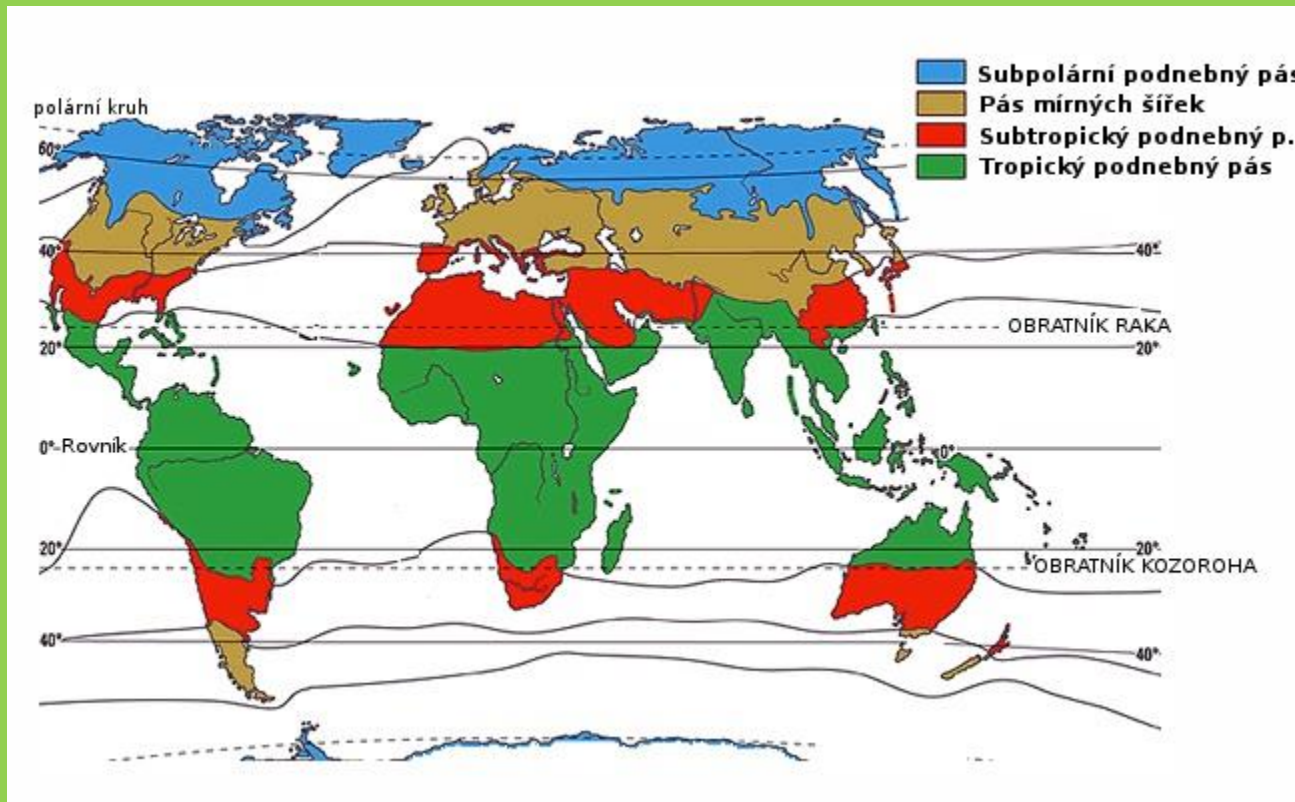 Subpolární podnebný pás
Pás mírných šířek
Subtropický podnebný p.
Tropický podnebný pás
polární kruh
60°
40°
40°
OBRATNÍK RAKA
20°
20°
0°
Rovník
0°
20°
20°
OBRATNÍK KOZOROHA
40°
40°